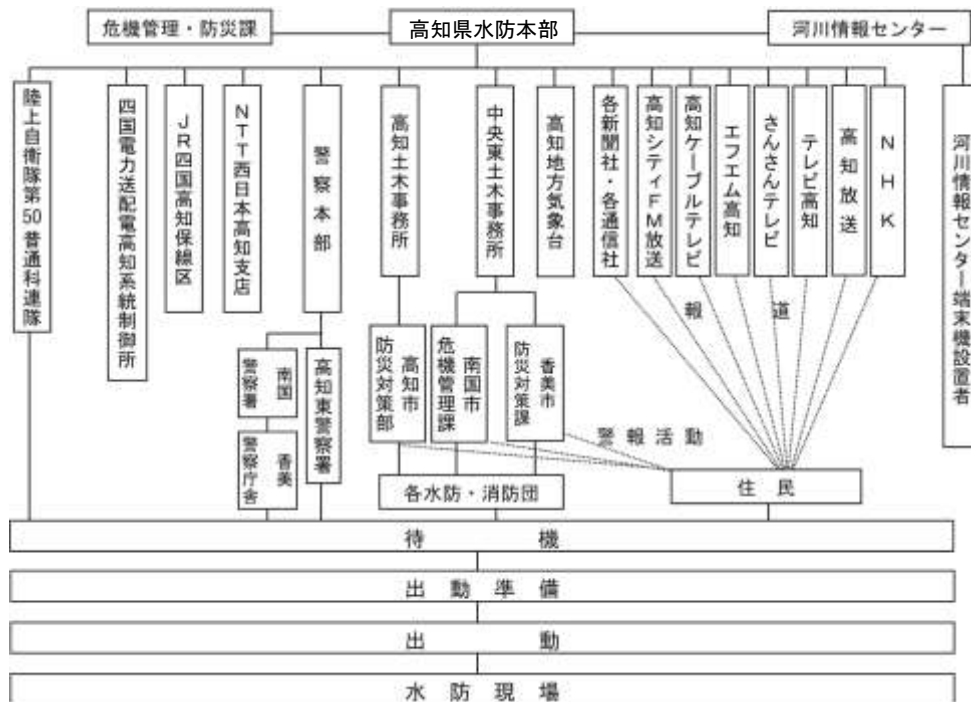 危機管理・防災課
高知県水防本部
河川情報センター
陸上自衛隊第50普通科連隊
四国電力送配電高知系統制御所
JR四国高知保線区
NTT西日本高知支店
警察本部
高知土木事務所
中央東土木事務所
高知地方気象台
各新聞社・各通信社
高知シティFM放送
高知ケーブルテレビ
エフエム高知
さんさんテレビ
テレビ高知
高知放送
NHK
河川情報センター端末機設置者
報道
南国
警察署
高知東警察署
高知市
防災対策部
南国市
危機管理課
香美市
防災対策課
警報活動
香美
警察庁舎
各水防・消防団
住民
待機
出動準備
出動
水防現場